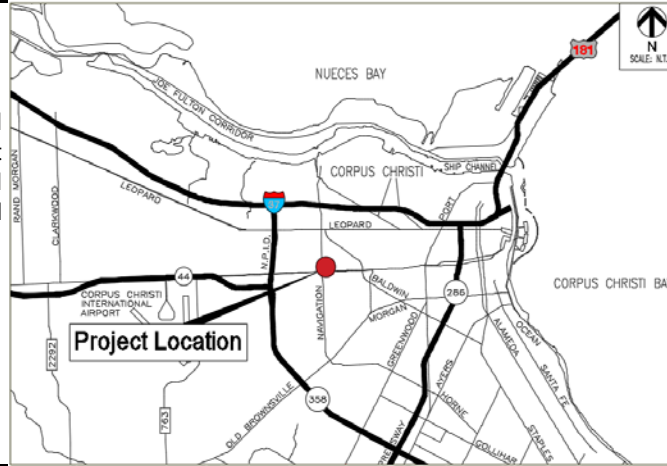 181
N
SCALE: N.T.
NUECES BAY
JOE FULTON CORRIDOR
CORPUS CHRISTI
SHIP CHANNEL
RAND MORGAN
CLARKWOOD
LEOPARD
37
PORT
LEOPARD
N.P.I.D.
44
BALDWIN
CORPUS CHRISTI BA
CORPUS CHRISTI
INTERNATIONAL
AIRPORT
NAVIGATION
MORGAN
286
GREENWOOD
Project Location
2292
763
OLD BROWNSVILLE
358
AYERS
HORNE
ALAMEDA
OCEAN
SANTA FE
STAPLES
GOLLIHAR
PRESSWAY